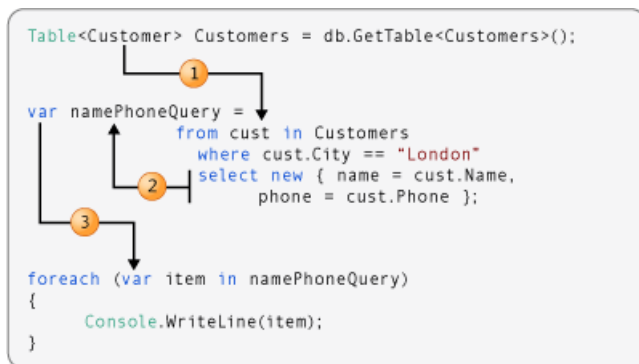 Table<Customer> Customers = db.GetTable<Customers>();
1
var namePhoneQuery =
from cust in Customers
where cust.City == "London"
2
select new { name = cust.Name,
phone = cust.Phone };
3
foreach (var item in namePhoneQuery)
{
Console.WriteLine(item);
}